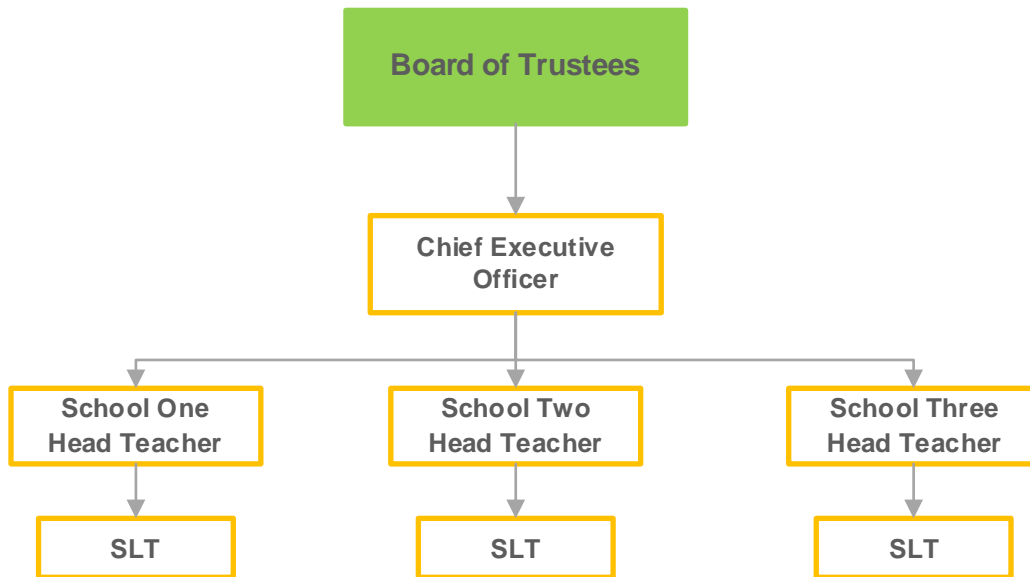 Board of Trustees
Chief Executive
Officer
School One
Head Teacher
School Two
Head Teacher
School Three
Head Teacher
SLT
SLT
SLT